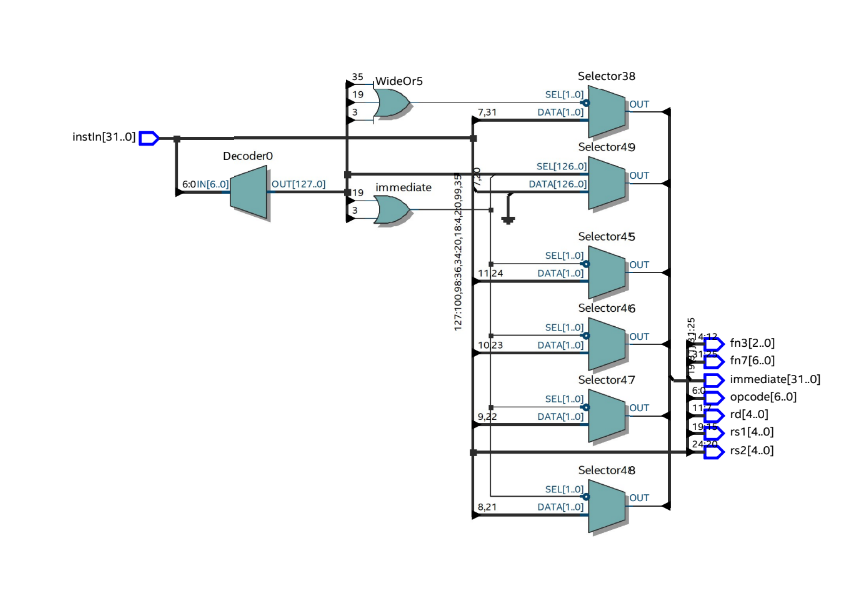 Selector38
35
WideOr5
19
SEL[1..0]
OUT
3
7,31
DATA[1..0]
instIn[31..0]
Selector49
Decoder0
SEL[126..0]
OUT
6:0
IN[6..0]
OUT[127..0]
immediate
19
DATA[126..0]
3
7,20
127:100,98:36,34:20,18:4,2:0,99,35
Selector45
SEL[1..0]
OUT
11,24
DATA[1..0]
Selector46
SEL[1..0]
OUT
10,23
DATA[1..0]
fn3[2..0]
fn7[6..0]
Selector47
immediate[31..0]
6:0
opcode[6..0]
SEL[1..0]
OUT
9,22
DATA[1..0]
rd[4..0]
rs1[4..0]
rs2[4..0]
Selector48
SEL[1..0]
OUT
8,21
DATA[1..0]